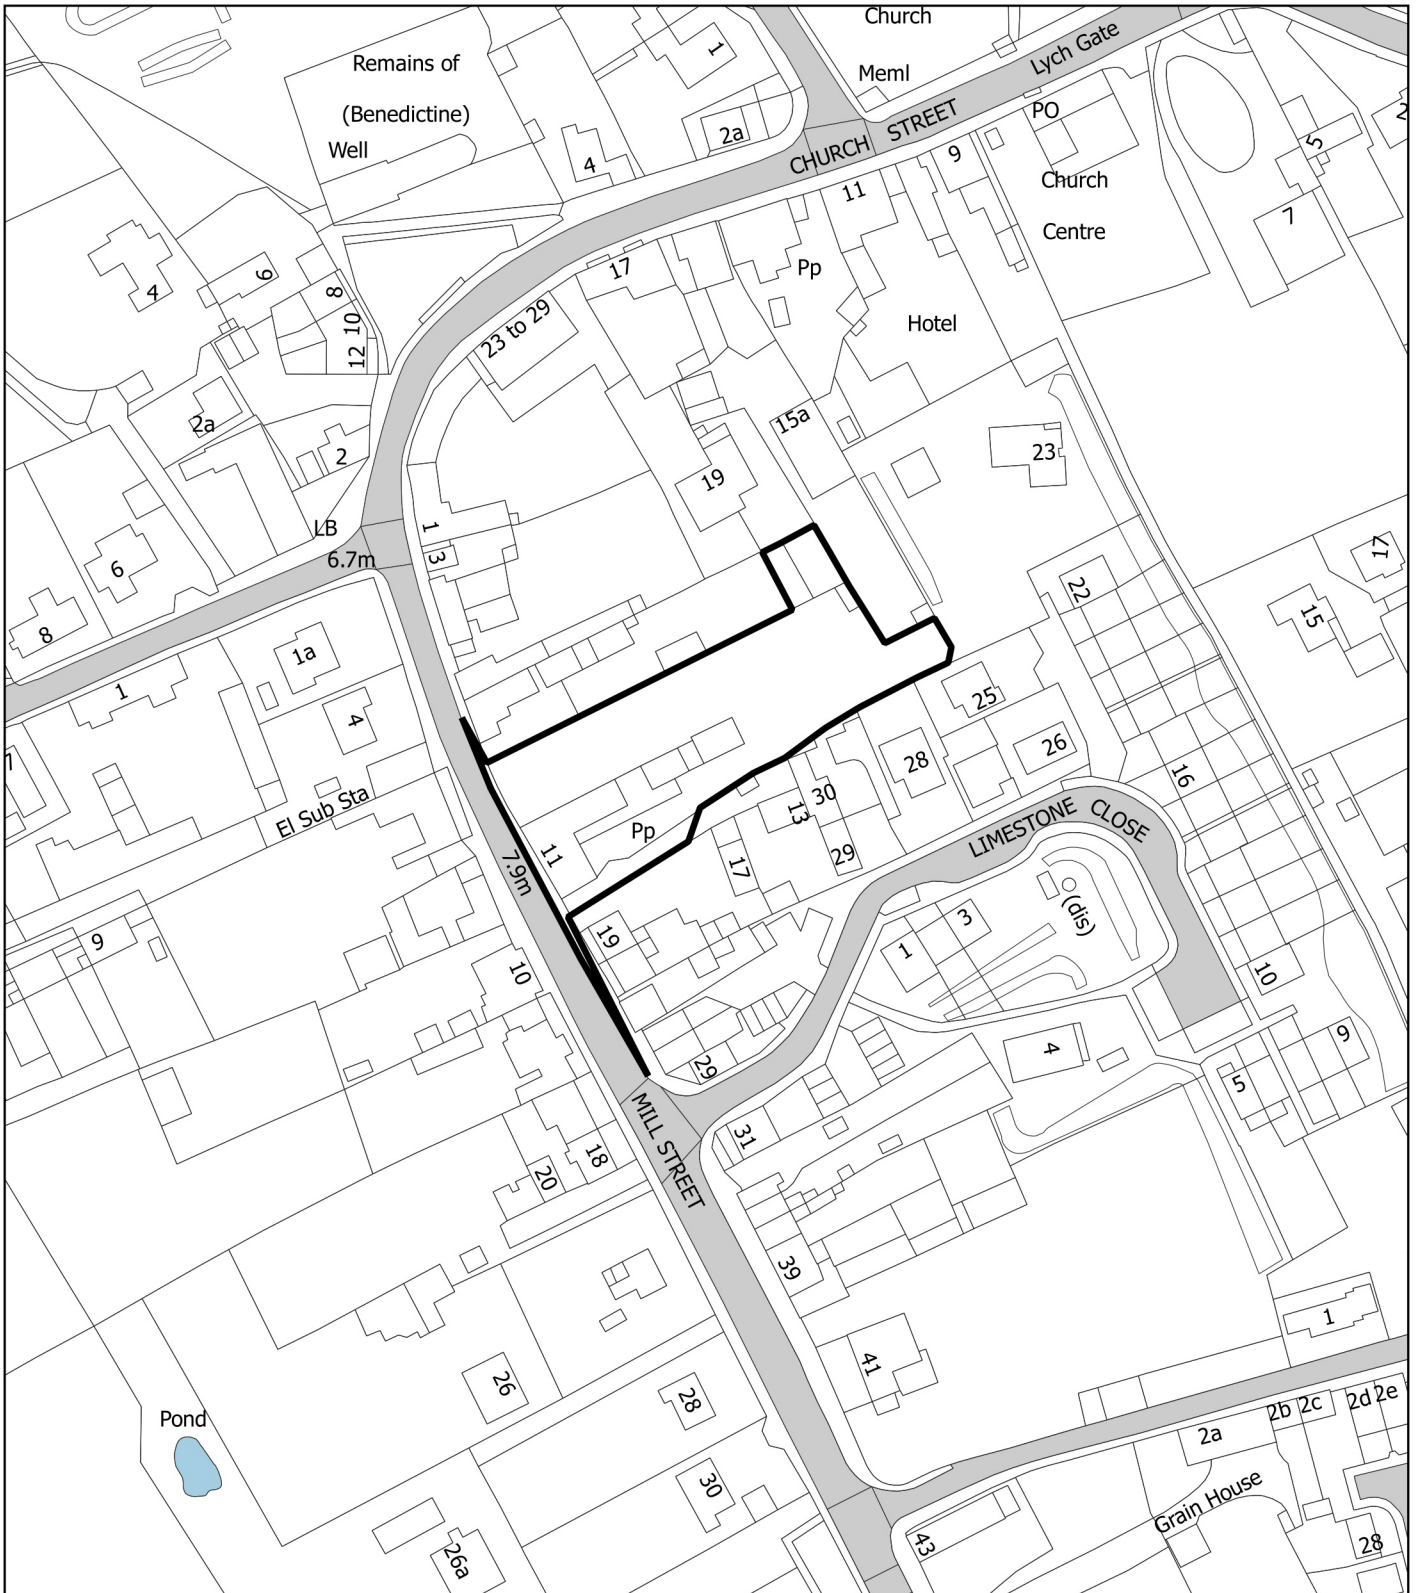 Church
Lych Gate
Remains of
1
Meml
(Benedictine)
PO
2
2a
STREET
Well
CHURCH
9
5
4
11
Church
7
Centre
17
Pp
6
4
8
10
12
23 to 29
Hotel
2a
15a
2
23
19
1
LB
3
6.7m
17
6
22
15
8
1a
1
25
4
26
28
16
El Sub Sta
30
13
Pp
LIMESTONE
CLOSE
11
7.9m
29
17
3
(dis)
9
19
1
10
10
4
9
29
5
MILL STREET
31
18
20
39
1
41
26
28
2e
2d
2c
2b
Pond
2a
30
Grain House
43
26a
28